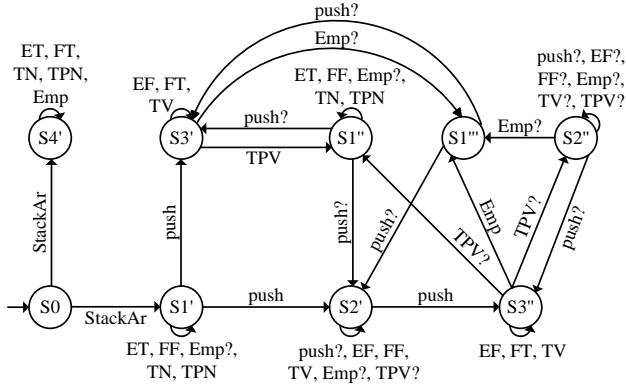 push?
Emp?
ET, FT,
TN, TPN,
Emp
EF, FT,
TV
ET, FF, Emp?,
TN, TPN
push?, EF?,
FF?, Emp?,
TV?, TPV?
S4'
S3'
push?
TPV
S1''
S1'''
Emp?
S2''
StackAr
push
push?
push?
TPV?
Emp
TPV?
push?
S0
StackAr
S1'
push
S2'
push
S3''
ET, FF, Emp?,
TN, TPN
push?, EF, FF,
TV, Emp?, TPV?
EF, FT, TV